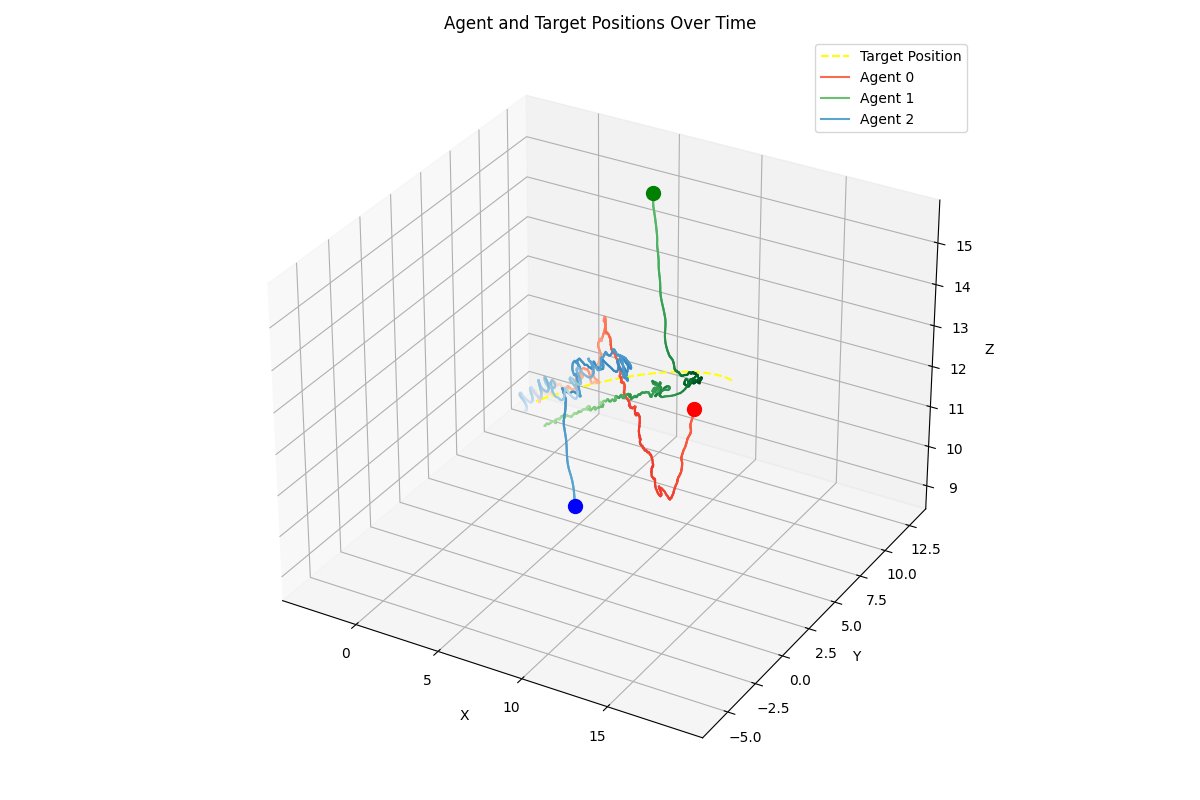 Agent and Target Positions Over Time
Target Position
Agent 0
Agent 1
Agent 2
15
14
13
12
11
10
9
Z
12.5
10.0
7.5
5.0
2.5
0.0
−2.5
−5.0
Y
0
5
10
15
X